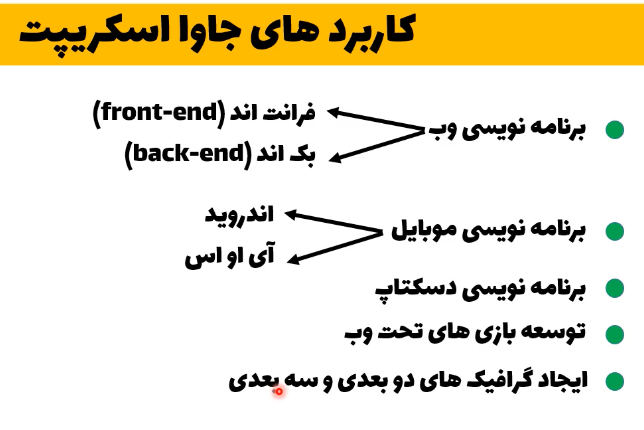 کاربرد های جاوا اسکریپت
برنامه نویسی وب
فرانت اند (front-end)
بک اند (back-end)
برنامه نویسی موبایل
اندروید
آی او اس
برنامه نویسی دسکتاپ
توسعه بازی های تحت وب
ایجاد گرافیک های دو بعدی و سه بعدی